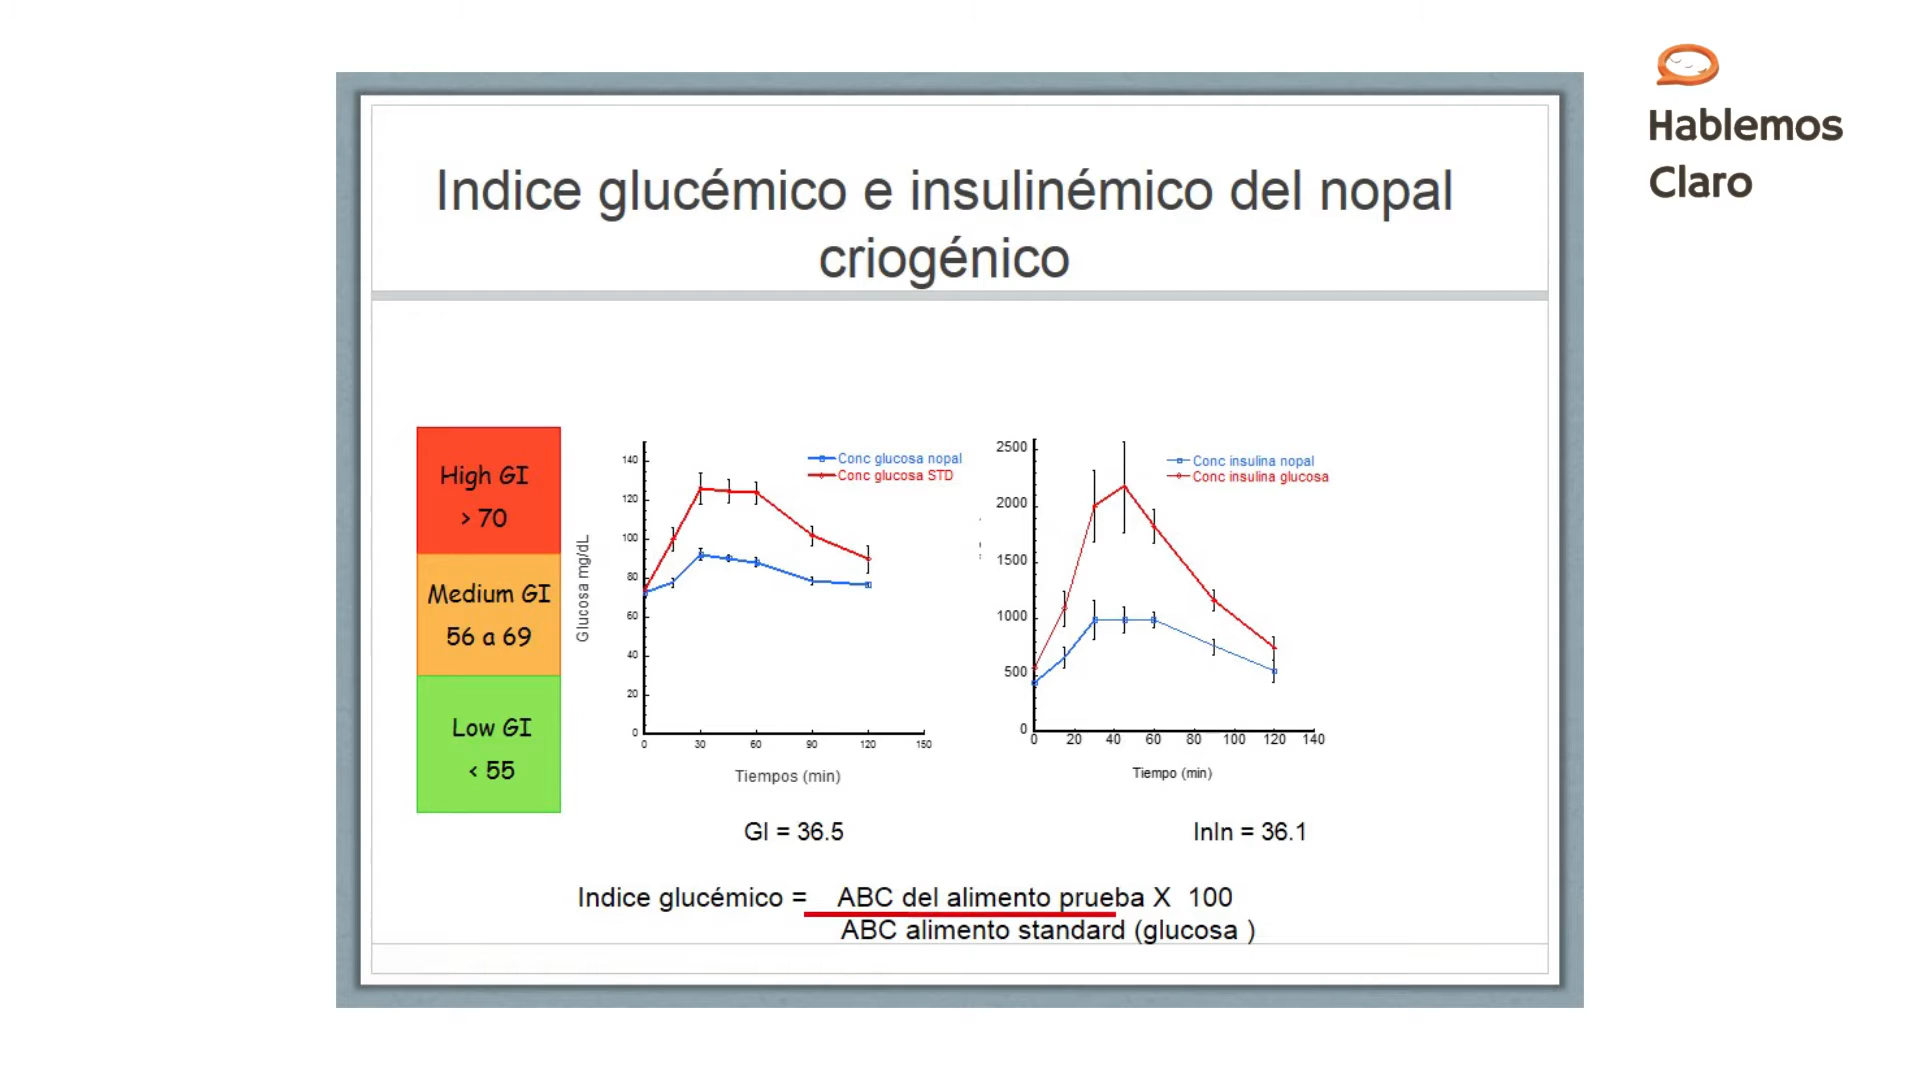 Hablemos
Claro
Indice glucémico e insulinémico del nopal
criogénico
High GI
> 70
Medium GI
56 a 69
Low GI
< 55
Conc glucosa nopal
Conc glucosa STD
Glucosa mg/dL
140
120
100
80
60
40
20
0
0 30 60 90 120 150
Tiempos (min)
Conc insulina nopal
Conc insulina glucosa
2500
2000
1500
1000
500
0
0 20 40 60 80 100 120 140
Tiempo (min)
GI = 36.5
InIn = 36.1
Indice glucémico = ABC del alimento prueba X 100
ABC alimento standard (glucosa )